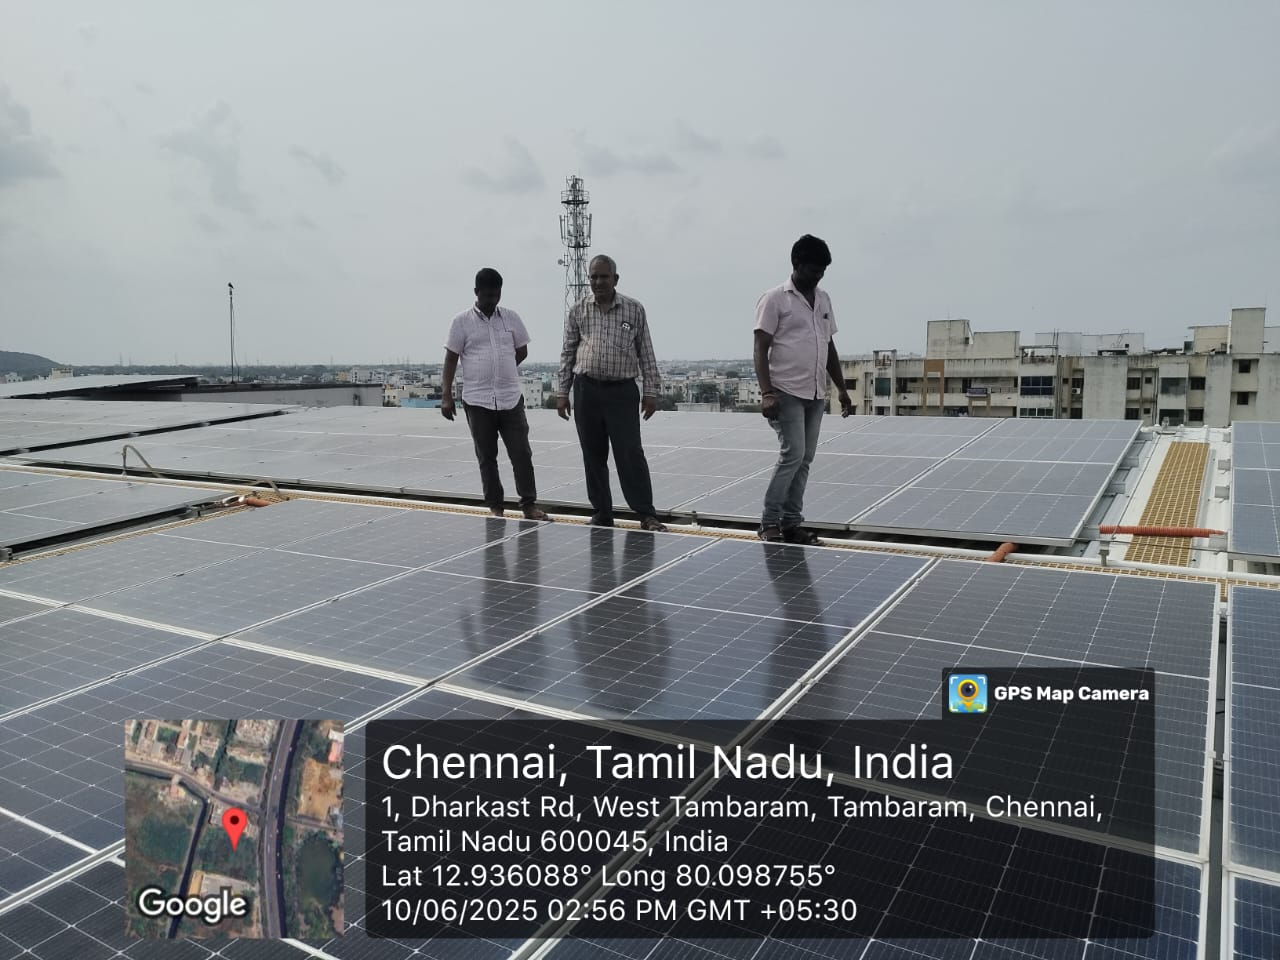 GPS Map Camera
Chennai, Tamil Nadu, India
1, Dharkast Rd, West Tambaram, Tambaram, Chennai,
Tamil Nadu 600045, India
Lat 12.936088° Long 80.098755°
10/06/2025 02:56 PM GMT +05:30
Google